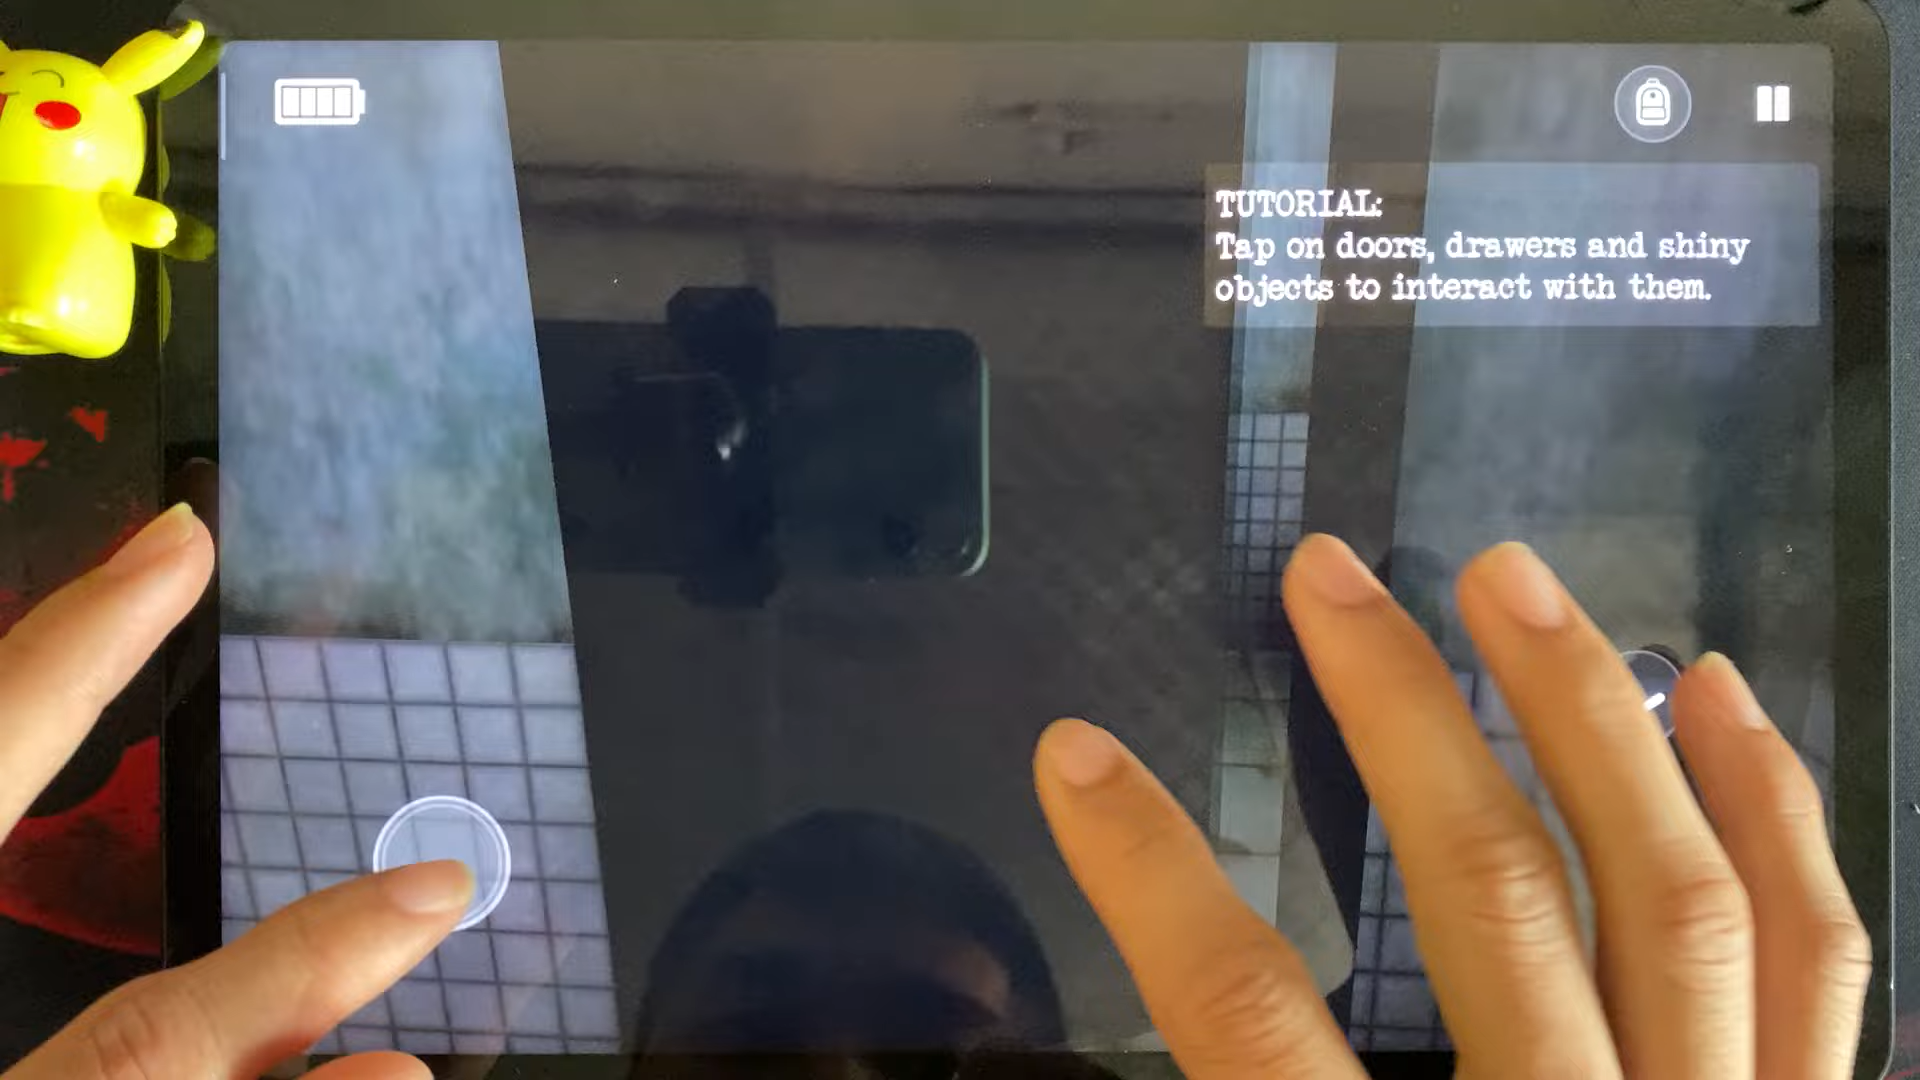 TUTORIAL:
Tap on doors, drawers and shiny
objects to interact with them.